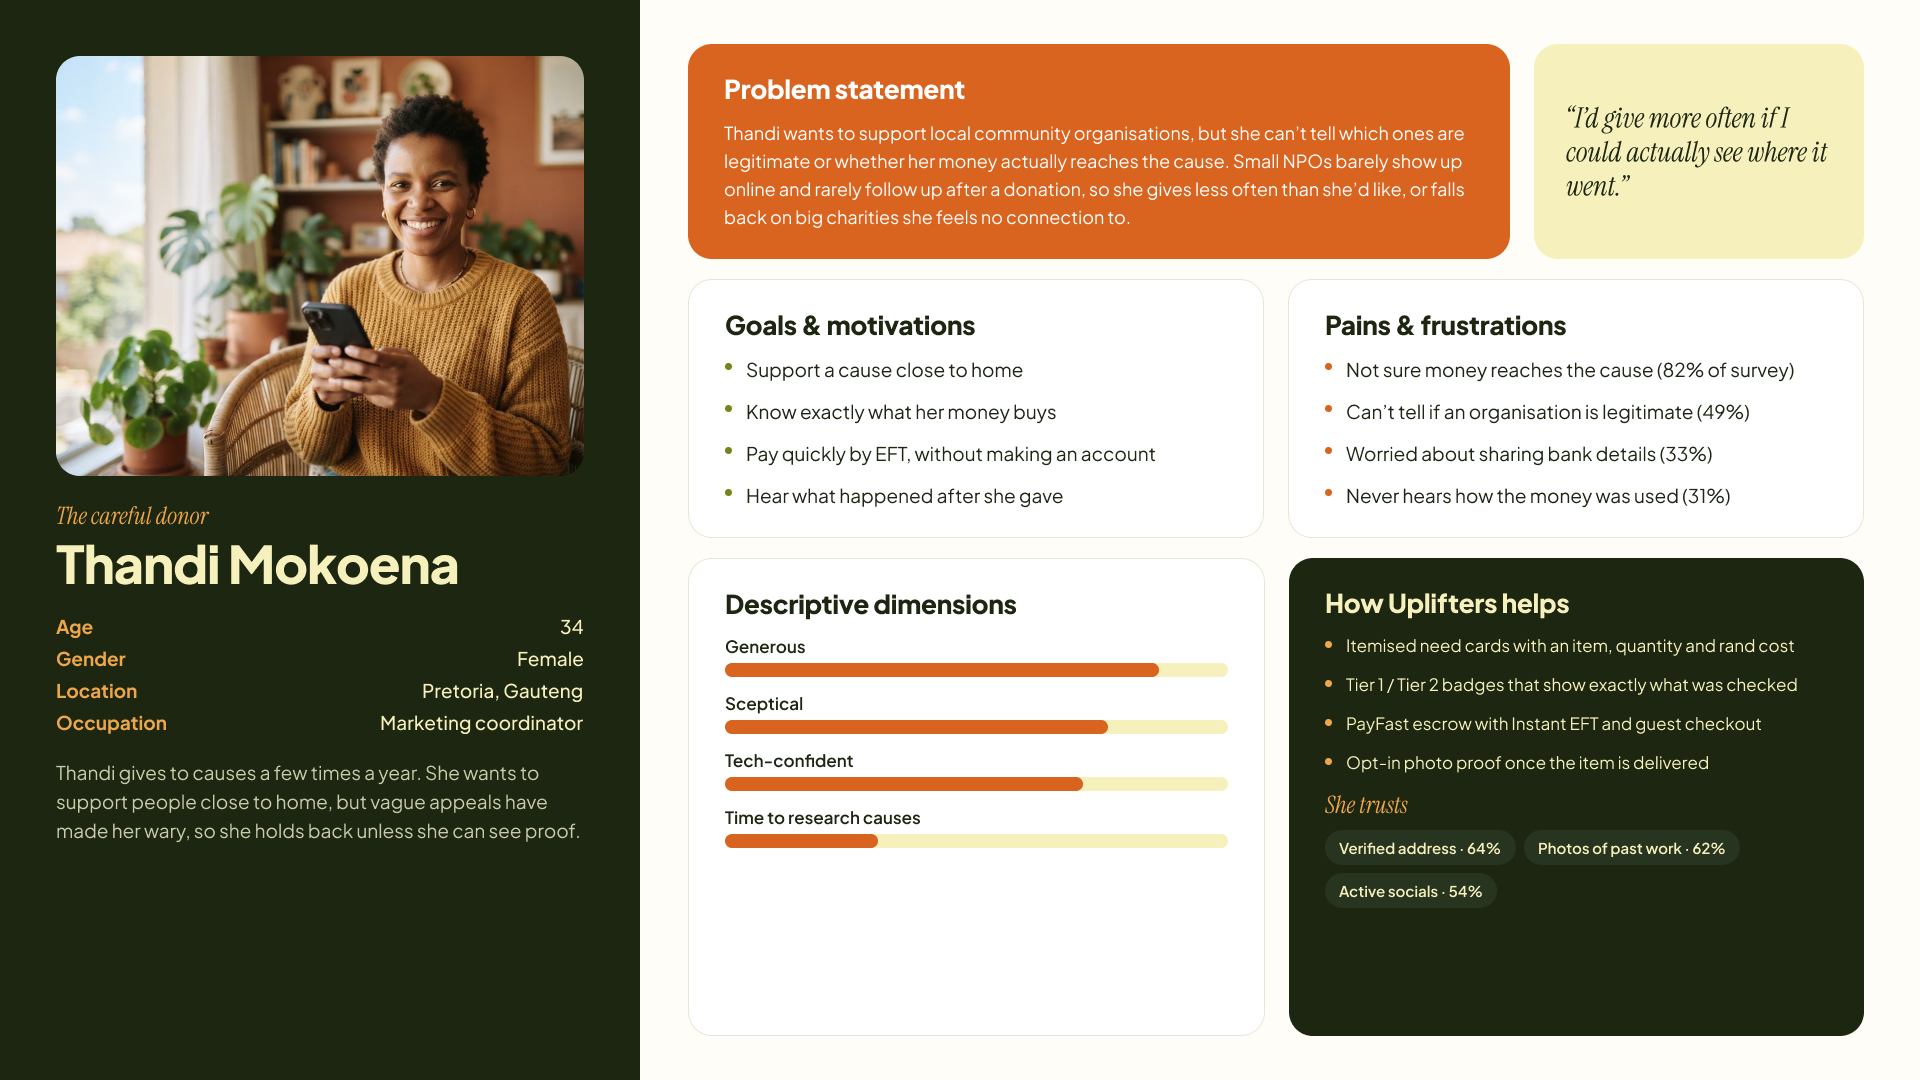 The careful donor
Thandi Mokoena
Age 34
Gender Female
Location Pretoria, Gauteng
Occupation Marketing coordinator
Thandi gives to causes a few times a year. She wants to
support people close to home, but vague appeals have
made her wary, so she holds back unless she can see proof.
Problem statement
Thandi wants to support local community organisations, but she can’t tell which ones are
legitimate or whether her money actually reaches the cause. Small NPOs barely show up
online and rarely follow up after a donation, so she gives less often than she’d like, or falls
back on big charities she feels no connection to.
“I’d give more often if I
could actually see where it
went.”
Goals & motivations
Support a cause close to home
Know exactly what her money buys
Pay quickly by EFT, without making an account
Hear what happened after she gave
Pains & frustrations
Not sure money reaches the cause (82% of survey)
Can’t tell if an organisation is legitimate (49%)
Worried about sharing bank details (33%)
Never hears how the money was used (31%)
Descriptive dimensions
Generous
Sceptical
Tech-confident
Time to research causes
How Uplifters helps
Itemised need cards with an item, quantity and rand cost
Tier 1 / Tier 2 badges that show exactly what was checked
PayFast escrow with Instant EFT and guest checkout
Opt-in photo proof once the item is delivered
She trusts
Verified address · 64%
Photos of past work · 62%
Active socials · 54%